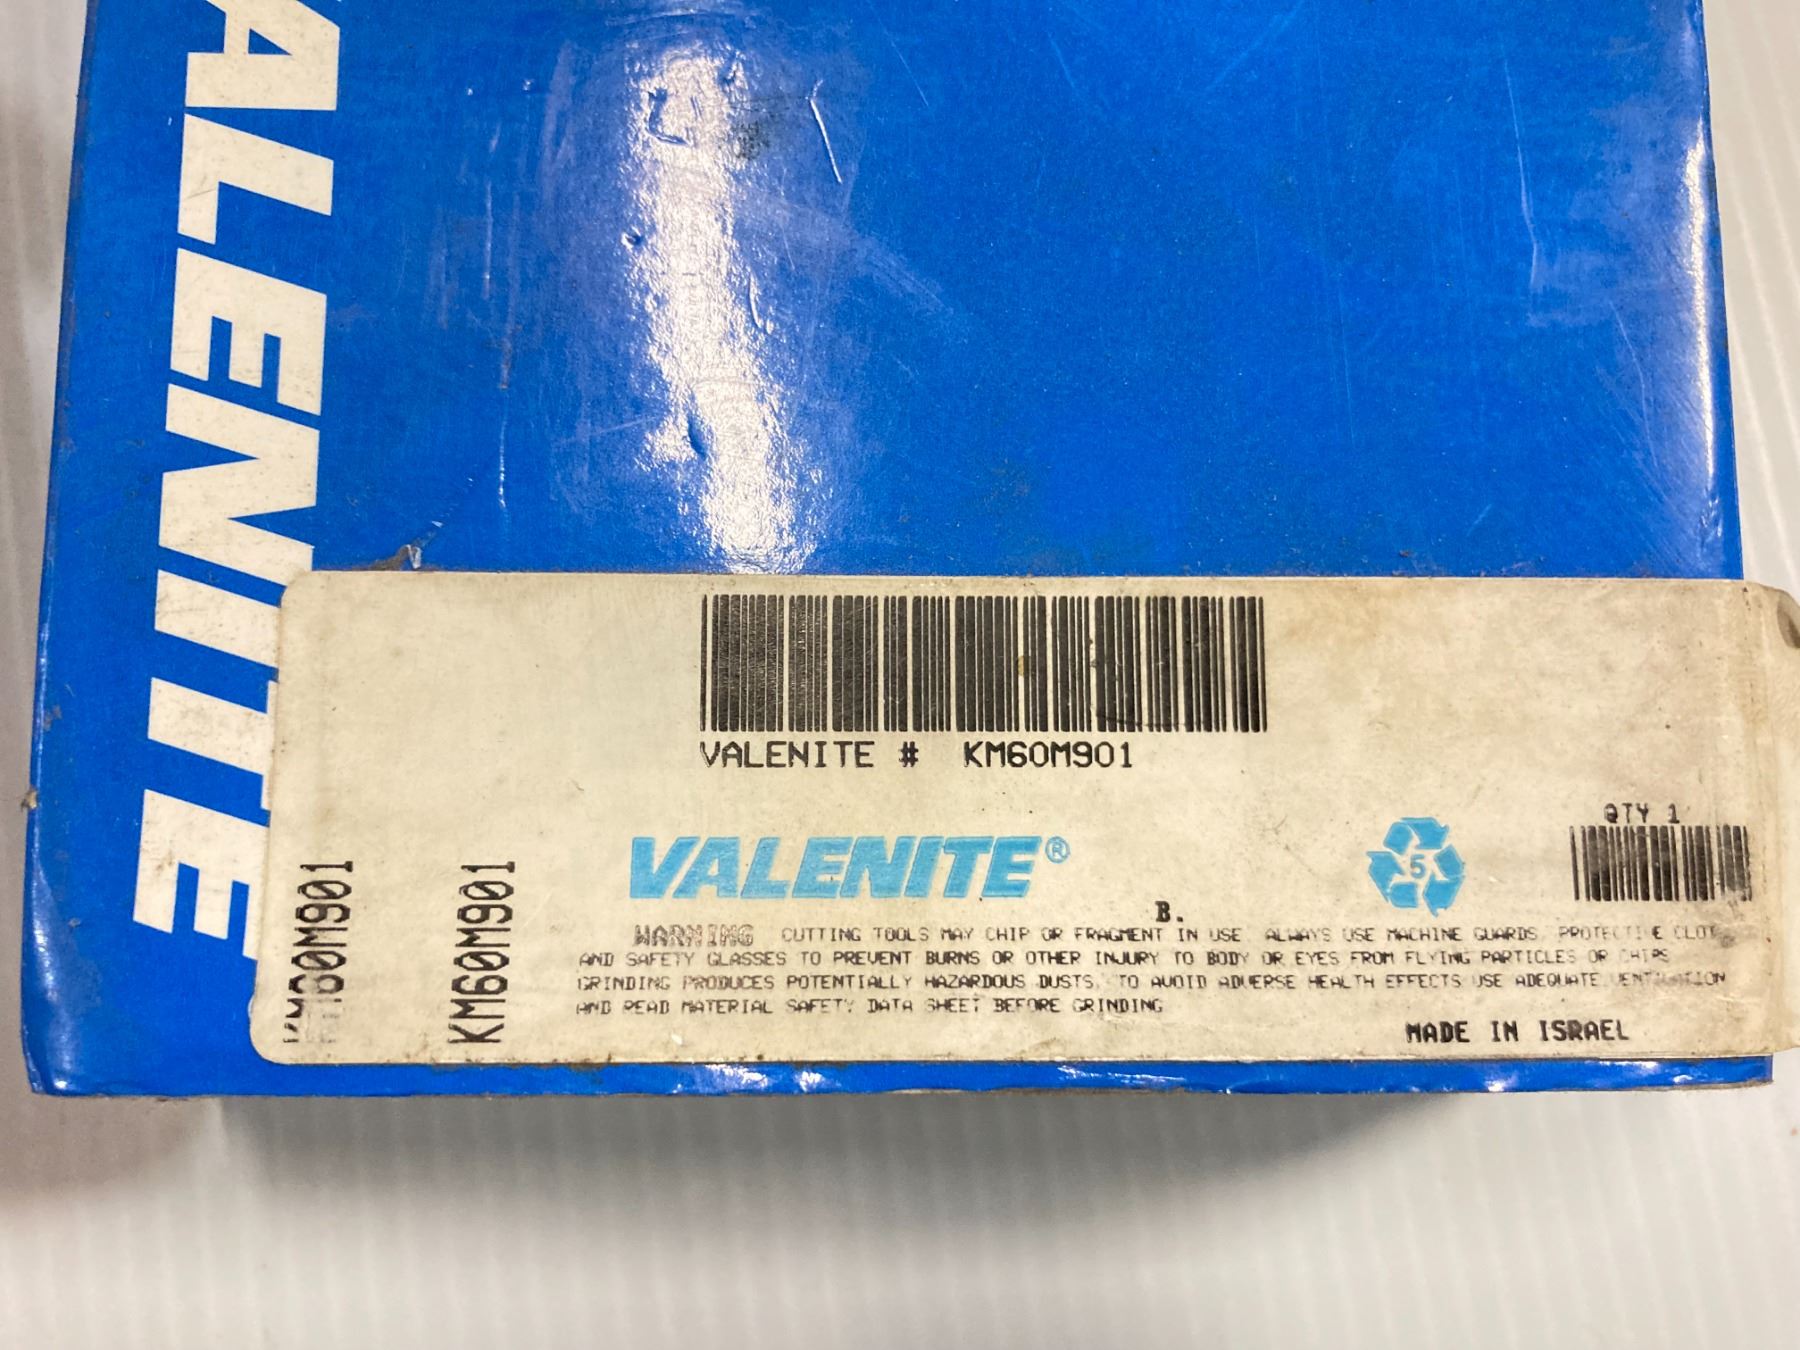 VALENITE
VALENITE # KM60M901
QTY 1
KM60M901
KM60M901
VALENITE®
5
B.
WARNING CUTTING TOOLS MAY CHIP OR FRAGMENT IN USE ALWAYS USE MACHINE GUARDS, PROTECTIVE
AND SAFETY GLASSES TO PREVENT BURNS OR OTHER INJURY TO BODY OR EYES FROM FLYING PARTICLES OR CHIPS
GRINDING PRODUCES POTENTIALLY HAZARDOUS DUSTS. TO AVOID ADVERSE HEALTH EFFECTS USE ADEQUATE VENTILATION
AND READ MATERIAL SAFETY DATA SHEET BEFORE GRINDING
MADE IN ISRAEL